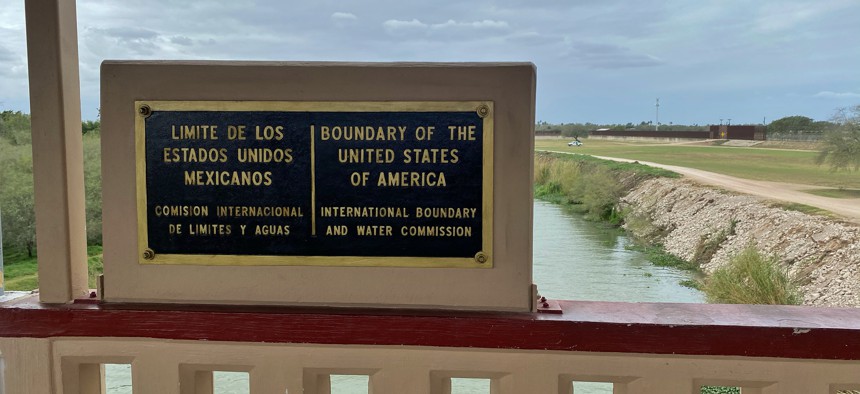 LIMITE DE LOS
ESTADOS UNIDOS
MEXICANOS
COMISION INTERNACIONAL
DE LIMITES Y AGUAS
BOUNDARY OF THE
UNITED STATES
OF AMERICA
INTERNATIONAL BOUNDARY
AND WATER COMMISSION